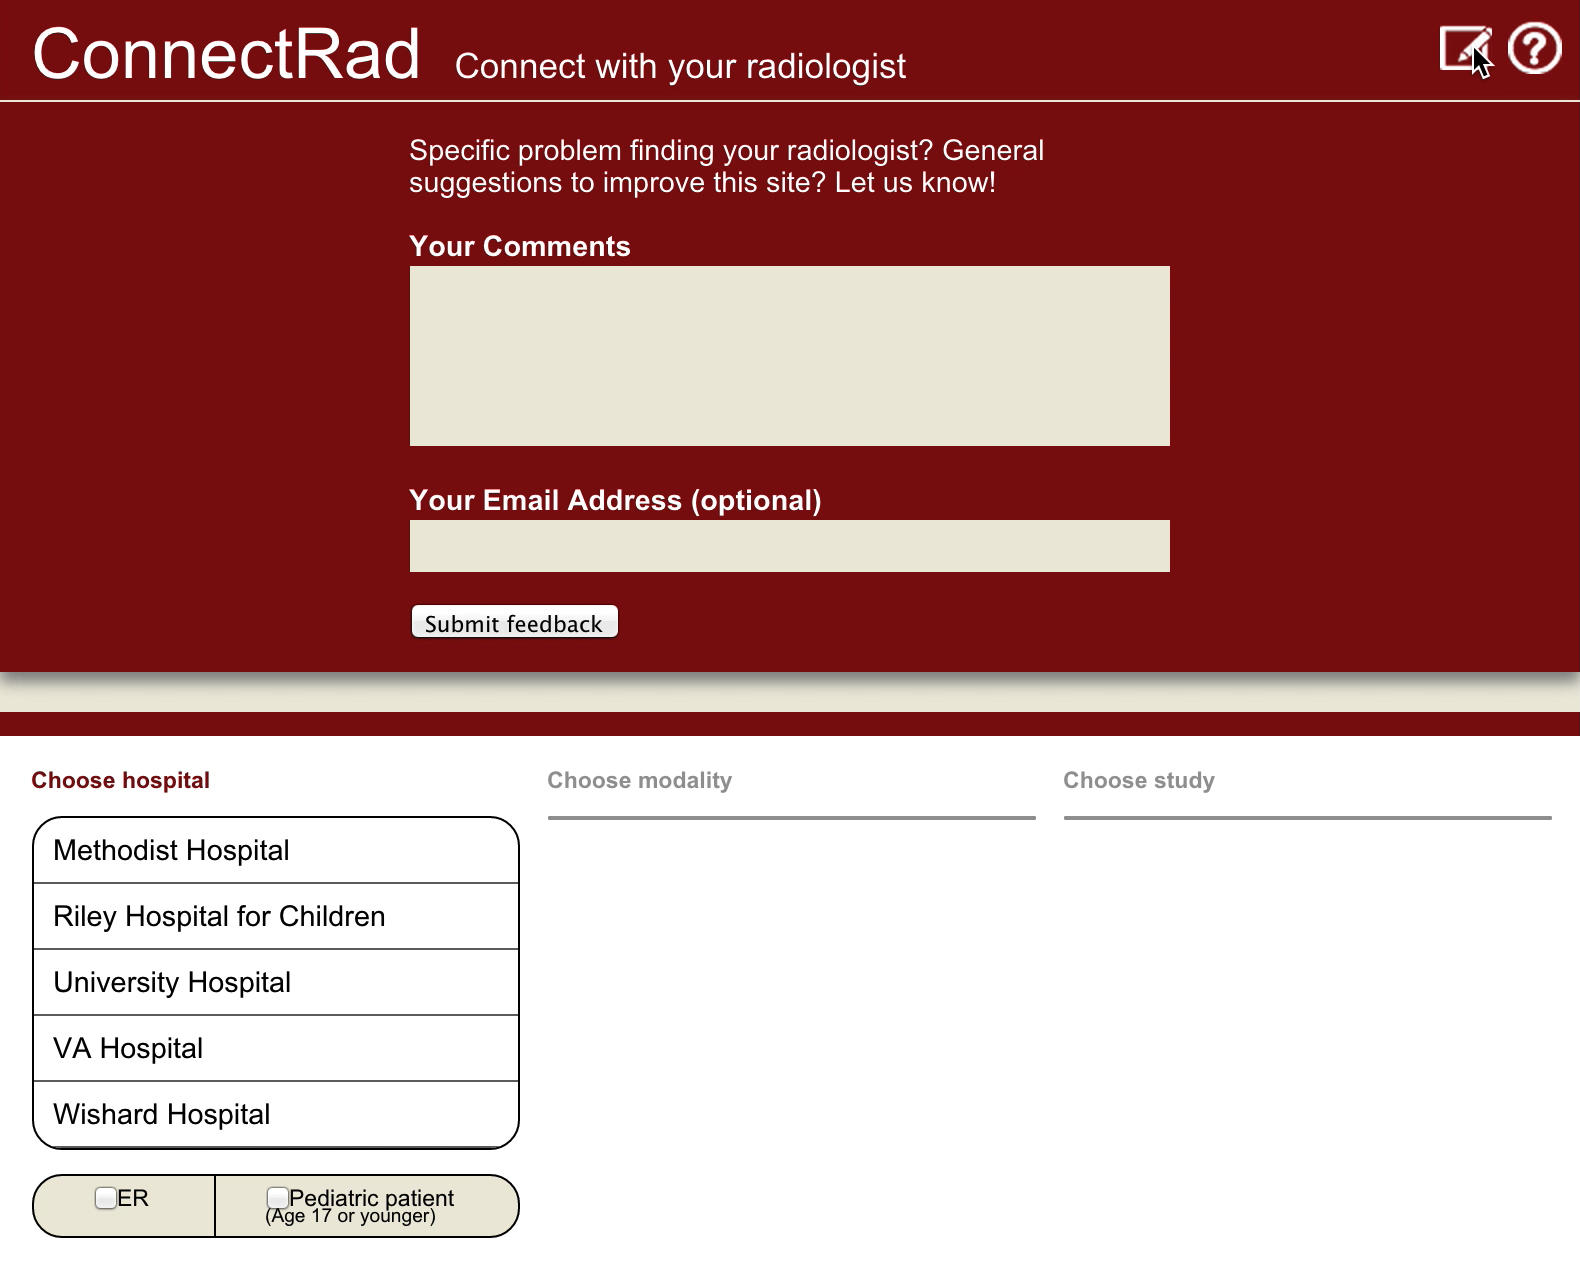 ConnectRad Connect with your radiologist
Specific problem finding your radiologist? General
suggestions to improve this site? Let us know!
Your Comments
Your Email Address (optional)
Submit feedback
Choose hospital
Methodist Hospital
Riley Hospital for Children
University Hospital
VA Hospital
Wishard Hospital
ER
Pediatric patient
(Age 17 or younger)
Choose modality
Choose study